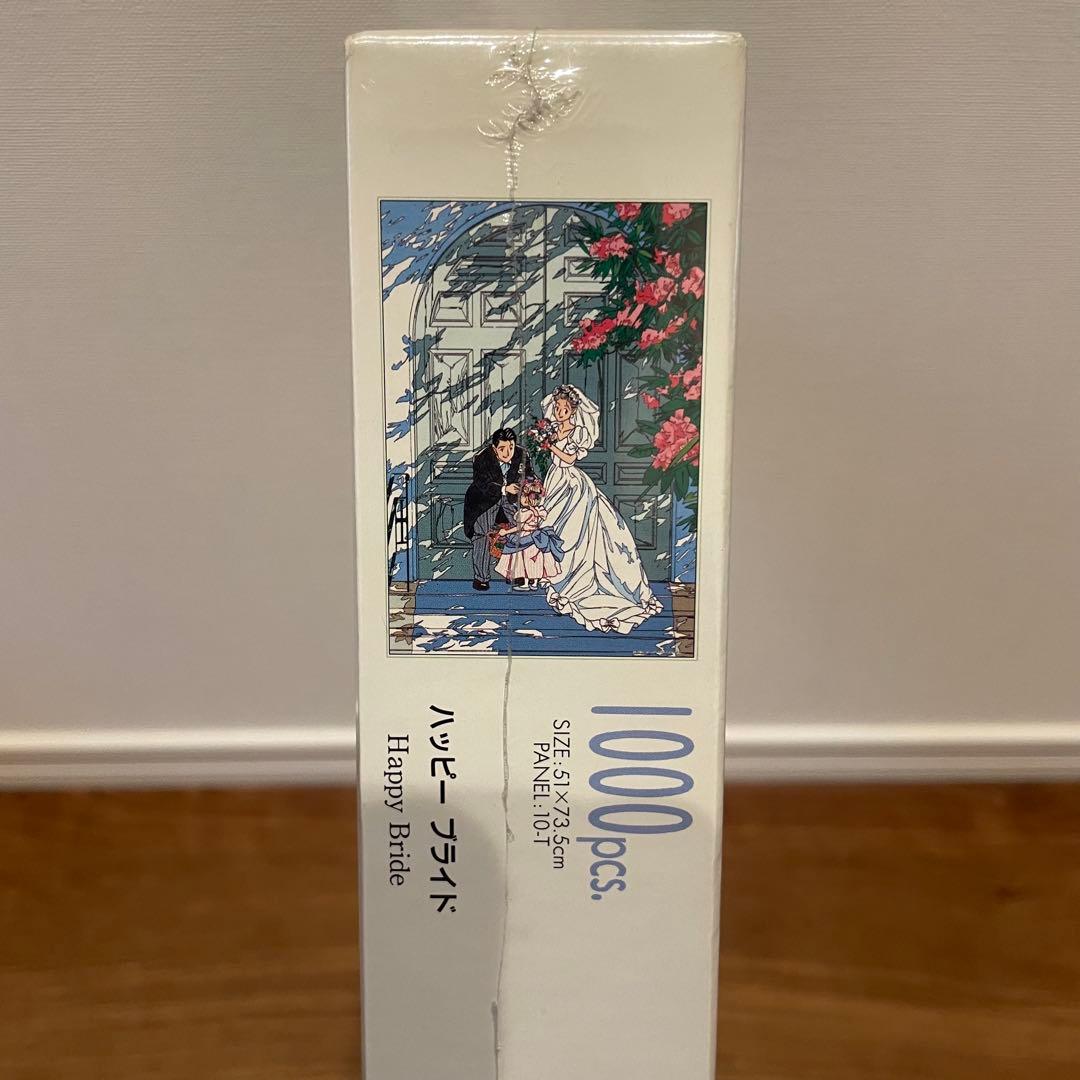 1000pcs.
SIZE:51×73.5cm
PANEL:10-T
ハッピー ブライド
Happy Bride